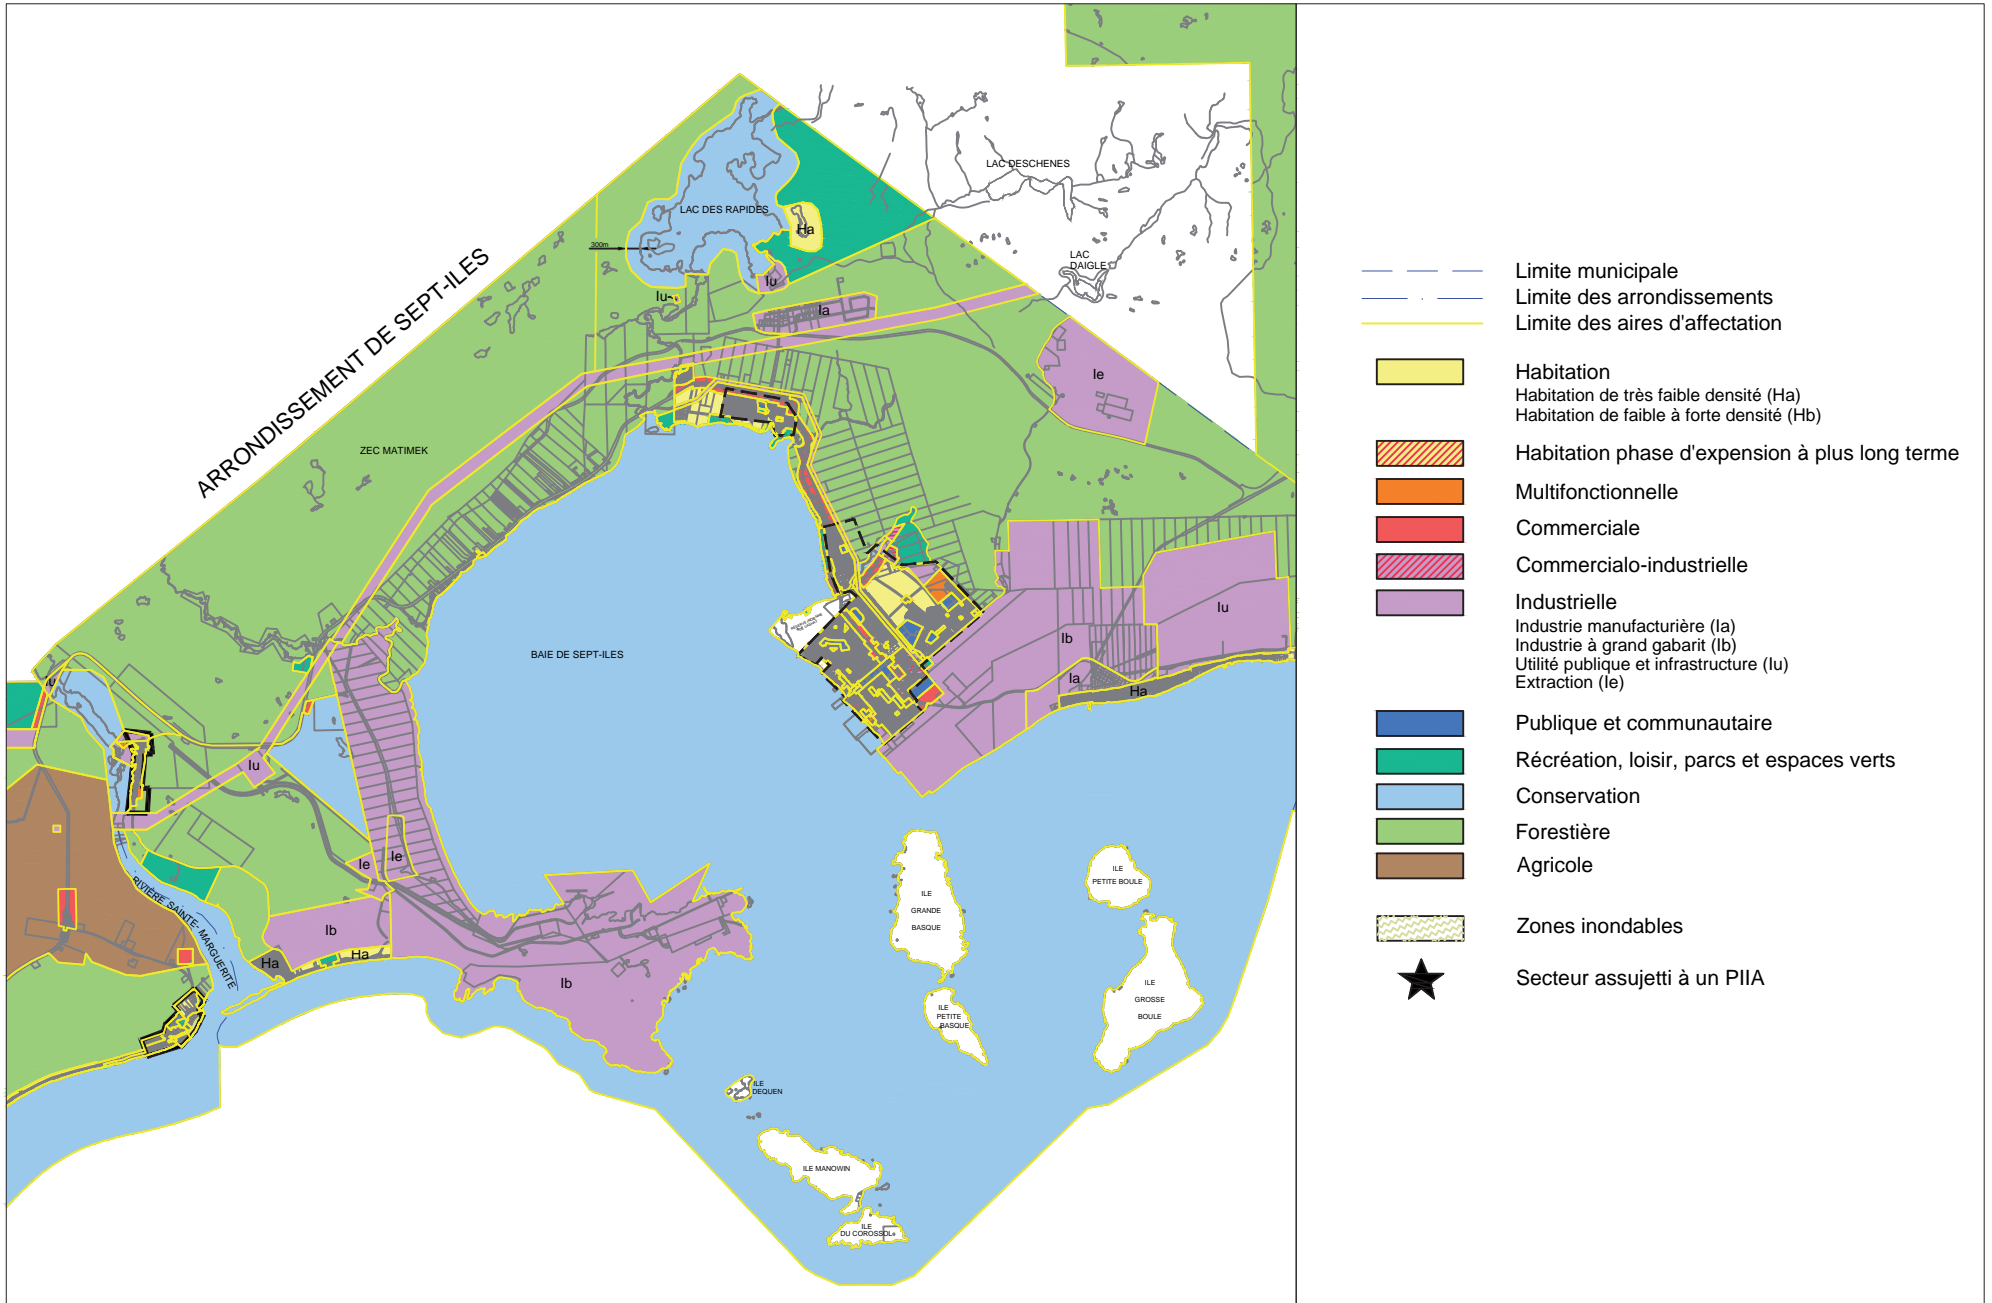 ARRONDISSEMENT DE SEPT-ILES
LAC DESCHENES
LAC DES RAPIDES
Ha
300m
LAC
DAIGLE
Iu
Iu
Ia
Ie
ZEC MATIMEK
BAIE DE SEPT-ILES
Iu
Ib
Ia
Ha
Iu
Ie
Ie
RIVIÈRE SAINTE- MARGUERITE
Ib
Ha
Ha
Ib
ILE
GRANDE
BASQUE
ILE
PETITE BOULE
ILE
PETITE
BASQUE
ILE
GROSSE
BOULE
ILE
DEQUEN
ILE MANOWIN
ILE
DU COROSSOL
Limite municipale
Limite des arrondissements
Limite des aires d'affectation
Habitation
Habitation de très faible densité (Ha)
Habitation de faible à forte densité (Hb)
Habitation phase d'expension à plus long terme
Multifonctionnelle
Commerciale
Commercialo-industrielle
Industrielle
Industrie manufacturière (Ia)
Industrie à grand gabarit (Ib)
Utilité publique et infrastructure (Iu)
Extraction (Ie)
Publique et communautaire
Récréation, loisir, parcs et espaces verts
Conservation
Forestière
Agricole
Zones inondables
Secteur assujetti à un PIIA